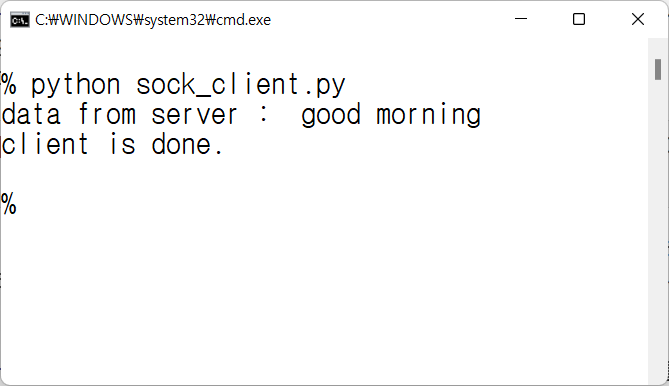 C:₩WINDOWS₩system32₩cmd.exe
% python sock_client.py
data from server :  good morning
client is done.
%